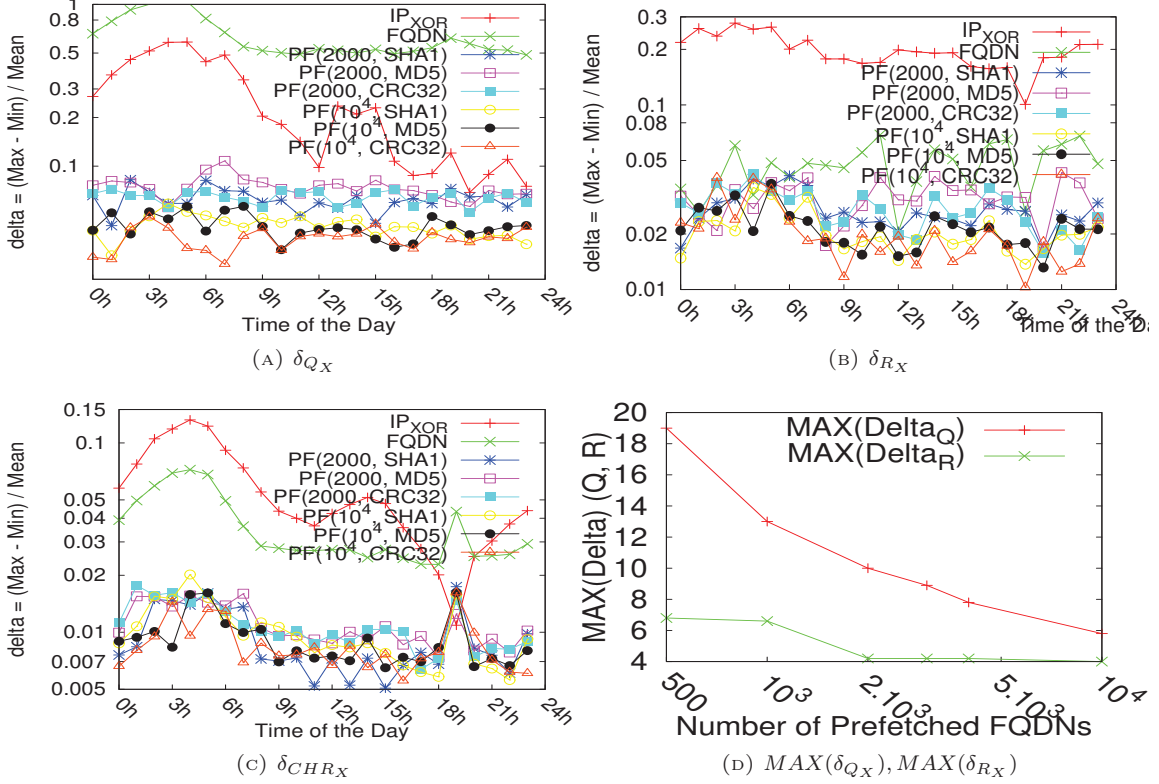 delta = (Max - Min) / Mean
1
0.5
0.3
0.2
0.1
IP_XOR
FQDN
PF(2000, SHA1)
PF(2000, MD5)
PF(2000, CRC32)
PF(10^4, SHA1)
PF(10^4, MD5)
PF(10^4, CRC32)
0h 3h 6h 9h 12h 15h 18h 21h 24h
Time of the Day
(A) δ_{Q_X}
delta = (Max - Min) / Mean
0.3
0.2
0.1
0.08
0.05
0.02
0.01
IP_XOR
FQDN
PF(2000, SHA1)
PF(2000, MD5)
PF(2000, CRC32)
PF(10^4, SHA1)
PF(10^4, MD5)
PF(10^4, CRC32)
0h 3h 6h 9h 12h 15h 18h 21h 24h
Time of the Da
(B) δ_{R_X}
delta = (Max - Min) / Mean
0.15
0.1
0.05
0.04
0.03
0.02
0.01
0.007
0.005
IP_XOR
FQDN
PF(2000, SHA1)
PF(2000, MD5)
PF(2000, CRC32)
PF(10^4, SHA1)
PF(10^4, MD5)
PF(10^4, CRC32)
0h 3h 6h 9h 12h 15h 18h 21h 24h
Time of the Day
(C) δ_{CHR_X}
MAX(Delta) (Q, R)
20
18
16
14
12
10
8
6
4
MAX(Delta_Q)
MAX(Delta_R)
500 10^3 2.10^3 5.10^3 10^4
Number of Prefetched FQDNs
(D) MAX(δ_{Q_X}), MAX(δ_{R_X})